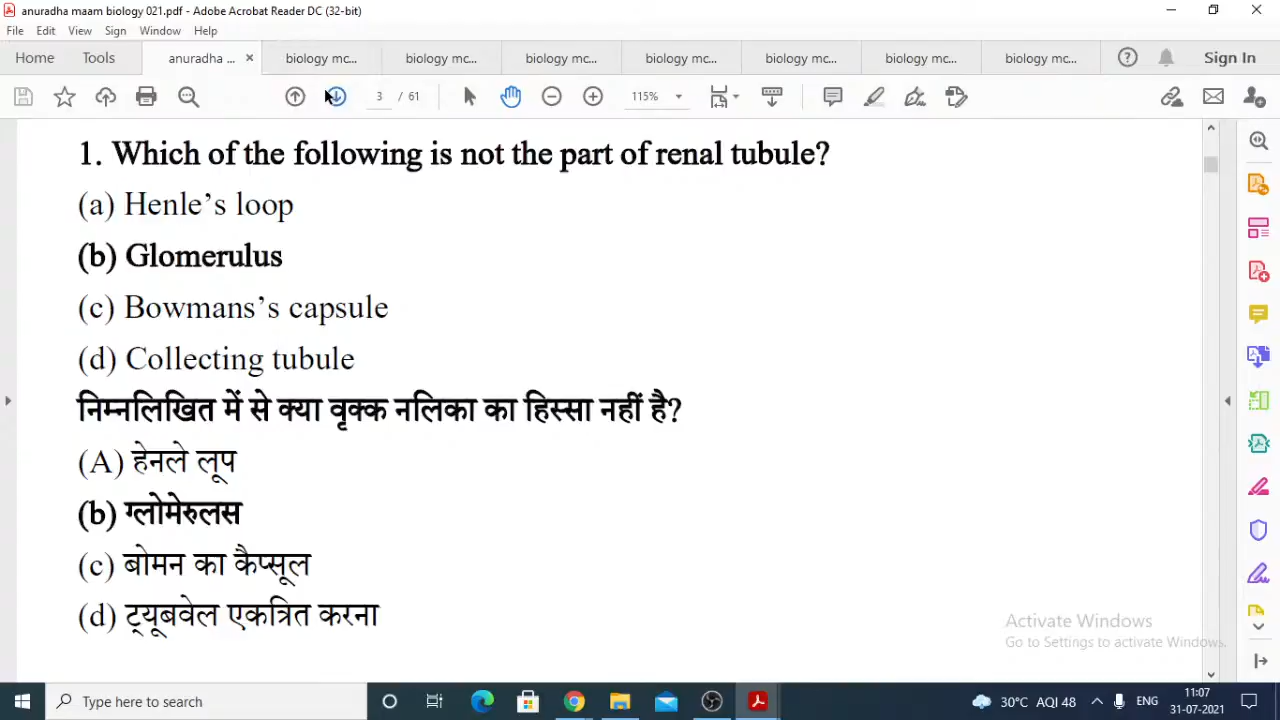 anuradha maam biology 021.pdf - Adobe Acrobat Reader DC (32-bit)
File Edit View Sign Window Help
Home Tools anuradha ... × biology mc... biology mc... biology mc... biology mc... biology mc... biology mc... biology mc... Sign In
3 / 61 115%
1. Which of the following is not the part of renal tubule?
(a) Henle’s loop
(b) Glomerulus
(c) Bowmans’s capsule
(d) Collecting tubule
निम्नलिखित में से क्या वृक्क नलिका का हिस्सा नहीं है?
(A) हेनले लूप
(b) ग्लोमेरुलस
(c) बोमन का कैप्सूल
(d) ट्यूबवेल एकत्रित करना
Activate Windows
Go to Settings to activate Windows.
Type here to search
30°C AQI 48 ENG 11:07
31-07-2021